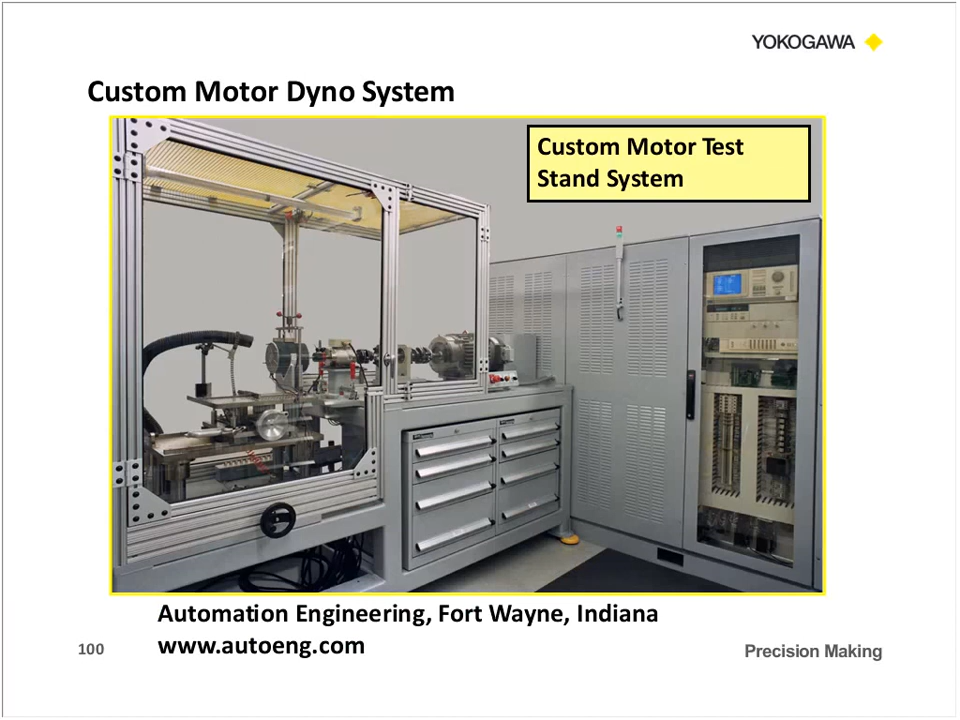 YOKOGAWA
Custom Motor Dyno System
Custom Motor Test
Stand System
Automation Engineering, Fort Wayne, Indiana
www.autoeng.com
100
Precision Making